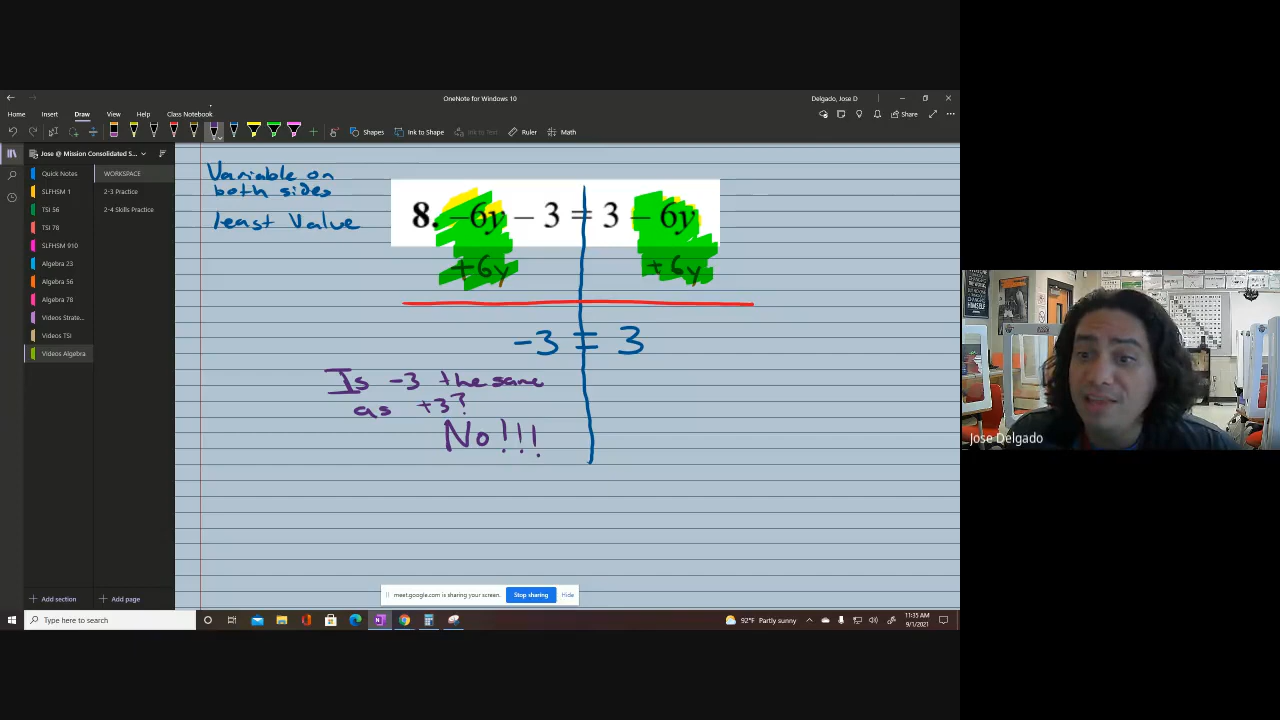 OneNote for Windows 10
Delgado, Jose D
Home Insert Draw View Help Class Notebook
Share
Shapes Ink to Shape Ink to Text Ruler Math
Jose @ Mission Consolidated S...
Quick Notes
SLFHSM 1
TSI 56
TSI 78
SLFHSM 910
Algebra 23
Algebra 56
Algebra 78
Videos Strate...
Videos TSI
Videos Algebra
WORKSPACE
2-3 Practice
2-4 Skills Practice
Variable on
both sides
least Value
8. –6y – 3 = 3 – 6y
+6y +6y
-3 = 3
Is -3 the same
as +3?
No!!!
meet.google.com is sharing your screen. Stop sharing Hide
Add section Add page
Type here to search
92°F Partly sunny
11:35 AM
9/1/2021
Jose Delgado